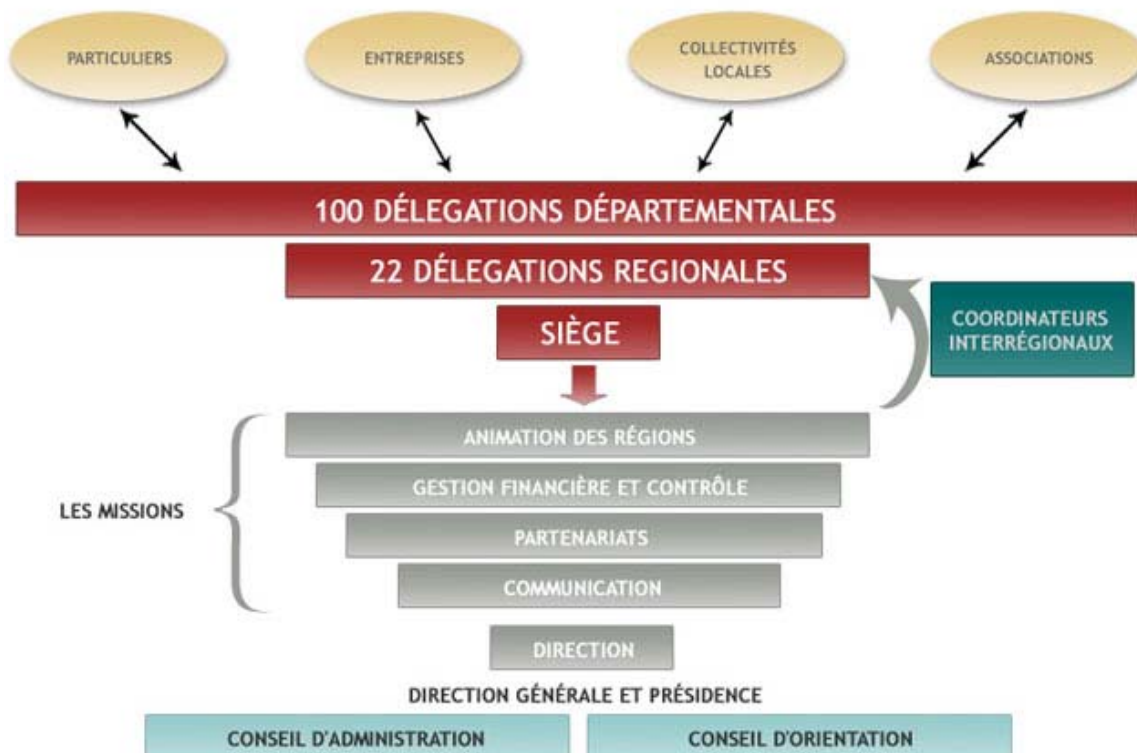 PARTICULIERS
ENTREPRISES
COLLECTIVITÉS
LOCALES
ASSOCIATIONS
100 DÉLEGATIONS DÉPARTEMENTALES
22 DÉLEGATIONS REGIONALES
SIÈGE
COORDINATEURS
INTERRÉGIONAUX
ANIMATION DES RÉGIONS
GESTION FINANCIÈRE ET CONTRÔLE
LES MISSIONS
PARTENARIATS
COMMUNICATION
DIRECTION
DIRECTION GÉNÉRALE ET PRÉSIDENCE
CONSEIL D'ADMINISTRATION
CONSEIL D'ORIENTATION